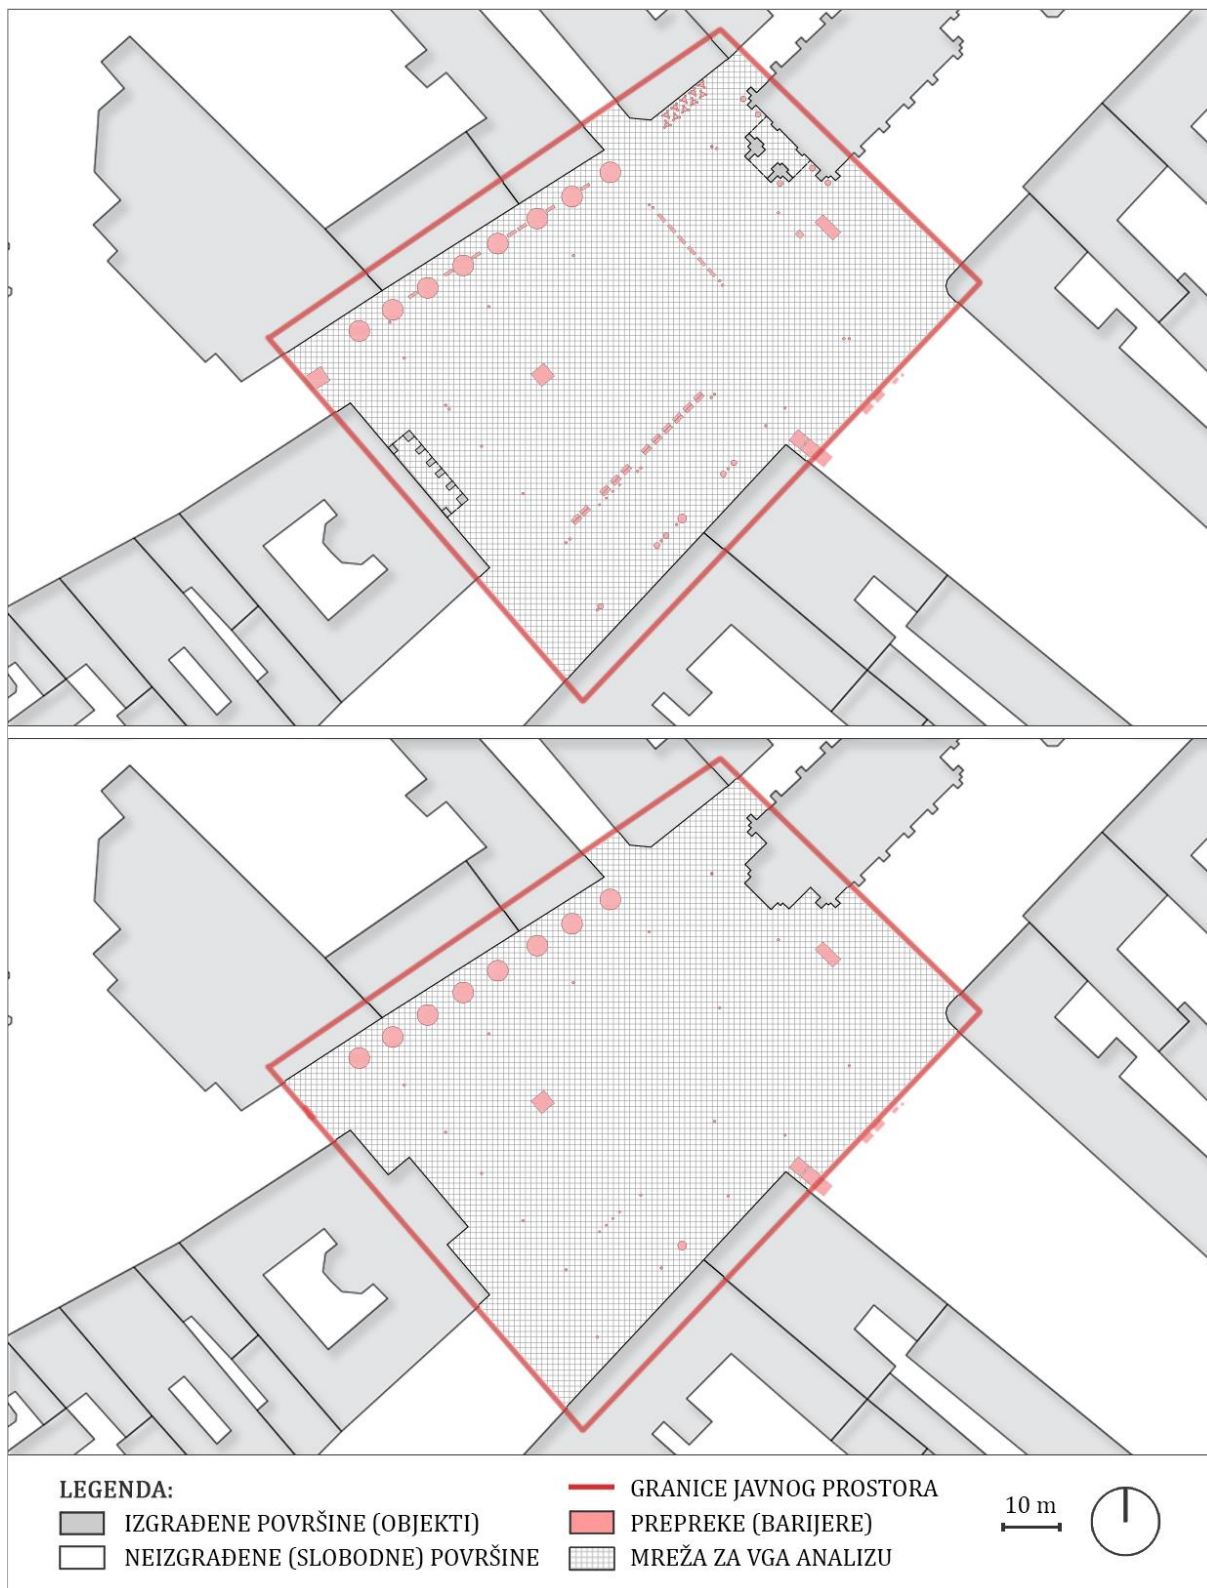 LEGENDA:
IZGRAĐENE POVRŠINE (OBJEKTI)
NEIZGRAĐENE (SLOBODNE) POVRŠINE
GRANICE JAVNOG PROSTORA
PREPREKE (BARIJERE)
MREŽA ZA VGA ANALIZU
10 m